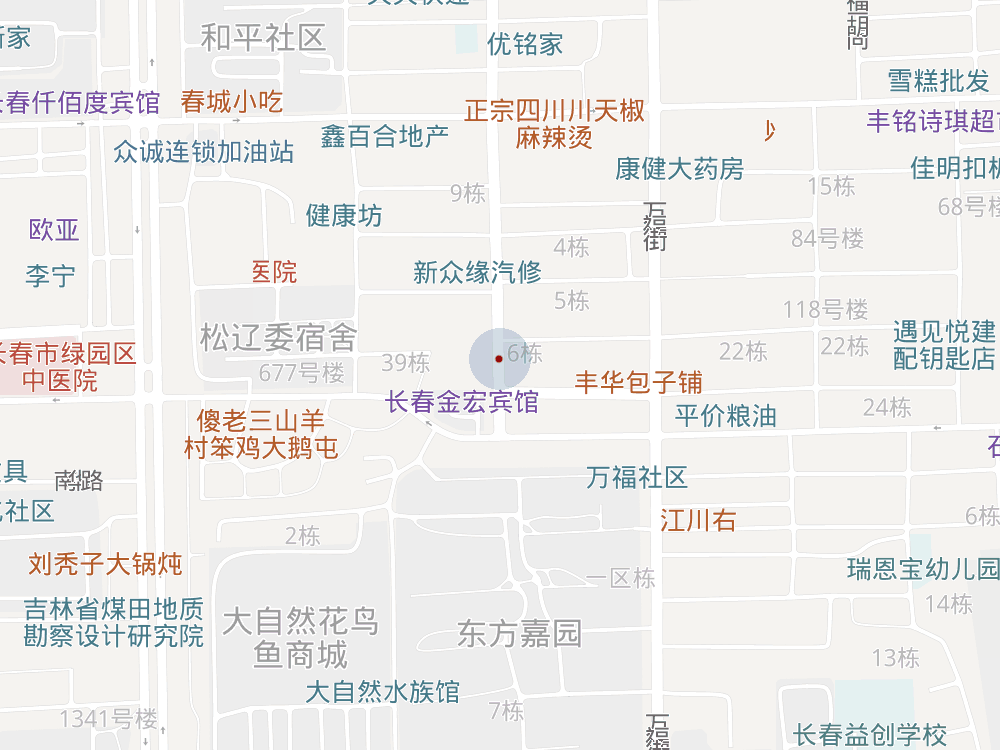 和平社区
优铭家
雪糕批发
春城小吃
春仟佰度宾馆
正宗四川川天椒
麻辣烫
丰铭诗琪超
鑫百合地产
众诚连锁加油站
康健大药房
佳明扣
15栋
9栋
68号楼
健康坊
万福街
欧亚
84号楼
4栋
李宁
医院
新众缘汽修
5栋
118号楼
松辽委宿舍
遇见悦建
配钥匙店
22栋
22栋
6栋
长春市绿园区
中医院
39栋
677号楼
丰华包子铺
长春金宏宾馆
24栋
平价粮油
傻老三山羊
村笨鸡大鹅屯
具
万福社区
社区
江川右
6栋
2栋
刘秃子大锅炖
瑞恩宝幼儿园
一区栋
吉林省煤田地质
勘察设计研究院
14栋
大自然花鸟
鱼商城
东方嘉园
13栋
大自然水族馆
7栋
1341号楼
长春益创学校